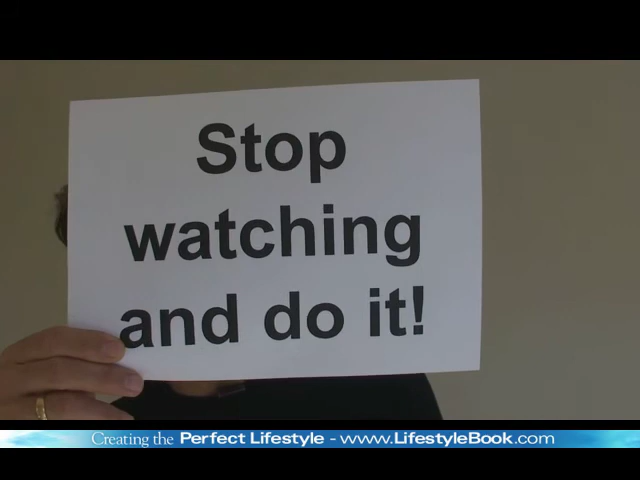 Stop
watching
and do it!
Creating the Perfect Lifestyle - www.LifestyleBook.com